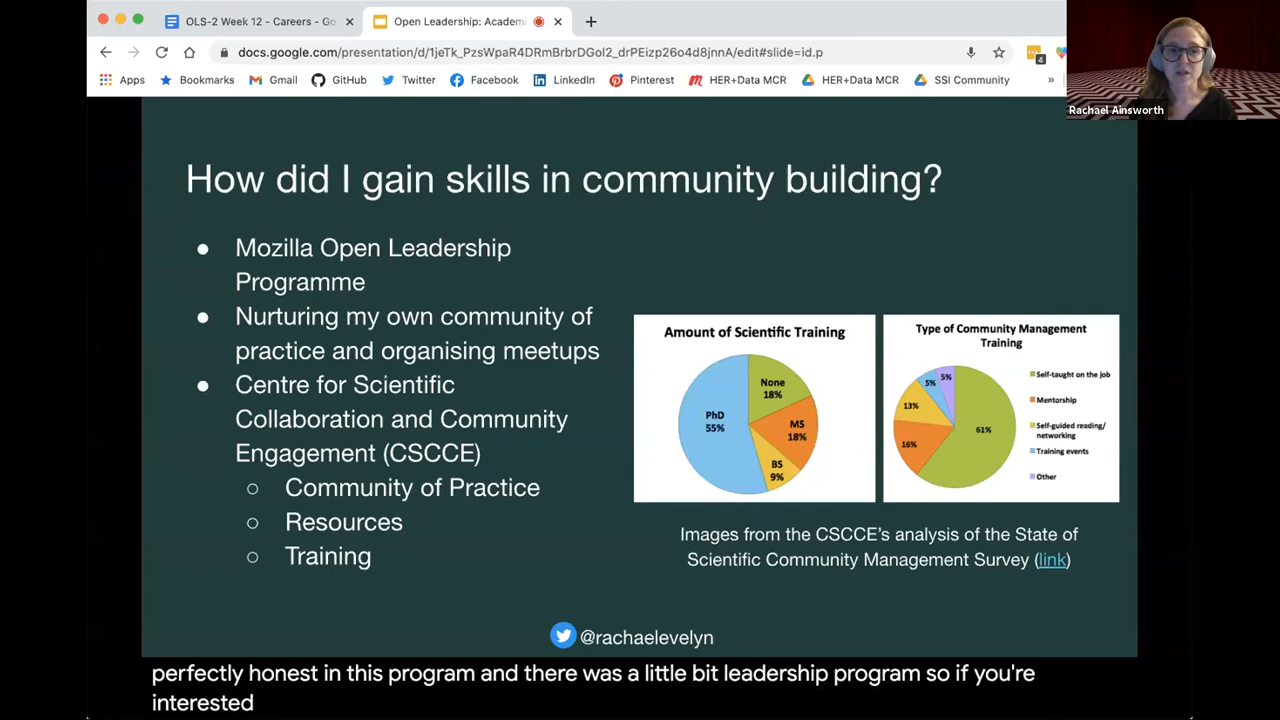 OLS-2 Week 12 - Careers - Go
Open Leadership: Academi
docs.google.com/presentation/d/1jeTk_PzsWpaR4DRmBrbrDGoI2_drPEizp26o4d8jnnA/edit#slide=id.p
4
Apps
Bookmarks
Gmail
GitHub
Twitter
Facebook
LinkedIn
Pinterest
HER+Data MCR
HER+Data MCR
SSI Community
»
Rachael Ainsworth
How did I gain skills in community building?
● Mozilla Open Leadership
Programme
● Nurturing my own community of
practice and organising meetups
● Centre for Scientific
Collaboration and Community
Engagement (CSCCE)
○ Community of Practice
○ Resources
○ Training
Amount of Scientific Training
None
18%
MS
18%
BS
9%
PhD
55%
Type of Community Management
Training
61%
16%
13%
5%
5%
Self-taught on the job
Mentorship
Self-guided reading/
networking
Training events
Other
Images from the CSCCE's analysis of the State of
Scientific Community Management Survey (link)
@rachaelevelyn
perfectly honest in this program and there was a little bit leadership program so if you're
interested